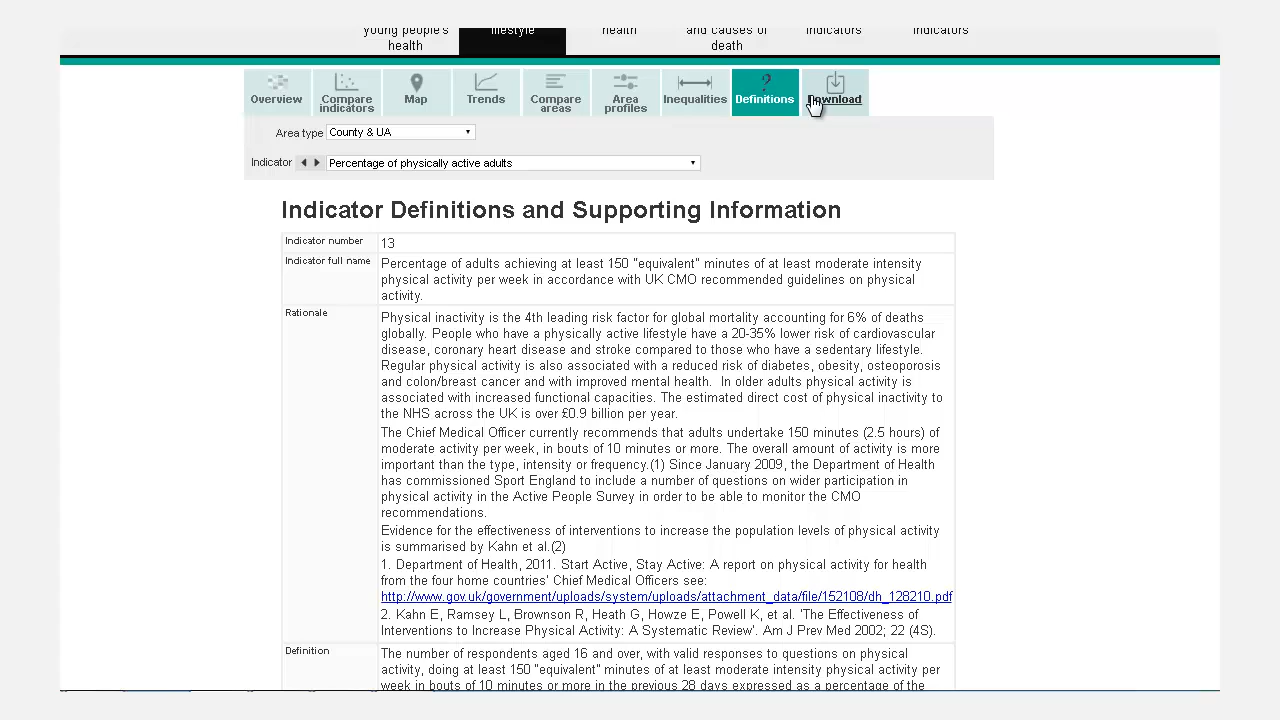 young people's
health
lifestyle
health
and causes of
death
indicators
indicators
Overview
Compare
indicators
Map
Trends
Compare
areas
Area
profiles
Inequalities
?
Definitions
Download
Area type County & UA
Indicator Percentage of physically active adults
Indicator Definitions and Supporting Information
Indicator number 13
Indicator full name Percentage of adults achieving at least 150 "equivalent" minutes of at least moderate intensity
physical activity per week in accordance with UK CMO recommended guidelines on physical
activity.
Rationale Physical inactivity is the 4th leading risk factor for global mortality accounting for 6% of deaths
globally. People who have a physically active lifestyle have a 20-35% lower risk of cardiovascular
disease, coronary heart disease and stroke compared to those who have a sedentary lifestyle.
Regular physical activity is also associated with a reduced risk of diabetes, obesity, osteoporosis
and colon/breast cancer and with improved mental health. In older adults physical activity is
associated with increased functional capacities. The estimated direct cost of physical inactivity to
the NHS across the UK is over £0.9 billion per year.
The Chief Medical Officer currently recommends that adults undertake 150 minutes (2.5 hours) of
moderate activity per week, in bouts of 10 minutes or more. The overall amount of activity is more
important than the type, intensity or frequency.(1) Since January 2009, the Department of Health
has commissioned Sport England to include a number of questions on wider participation in
physical activity in the Active People Survey in order to be able to monitor the CMO
recommendations.
Evidence for the effectiveness of interventions to increase the population levels of physical activity
is summarised by Kahn et al.(2)
1. Department of Health, 2011. Start Active, Stay Active: A report on physical activity for health
from the four home countries' Chief Medical Officers see:
http://www.gov.uk/government/uploads/system/uploads/attachment_data/file/152108/dh_128210.pdf
2. Kahn E, Ramsey L, Brownson R, Heath G, Howze E, Powell K, et al. 'The Effectiveness of
Interventions to Increase Physical Activity: A Systematic Review'. Am J Prev Med 2002; 22 (4S).
Definition The number of respondents aged 16 and over, with valid responses to questions on physical
activity, doing at least 150 "equivalent" minutes of at least moderate intensity physical activity per
week in bouts of 10 minutes or more in the previous 28 days expressed as a percentage of the